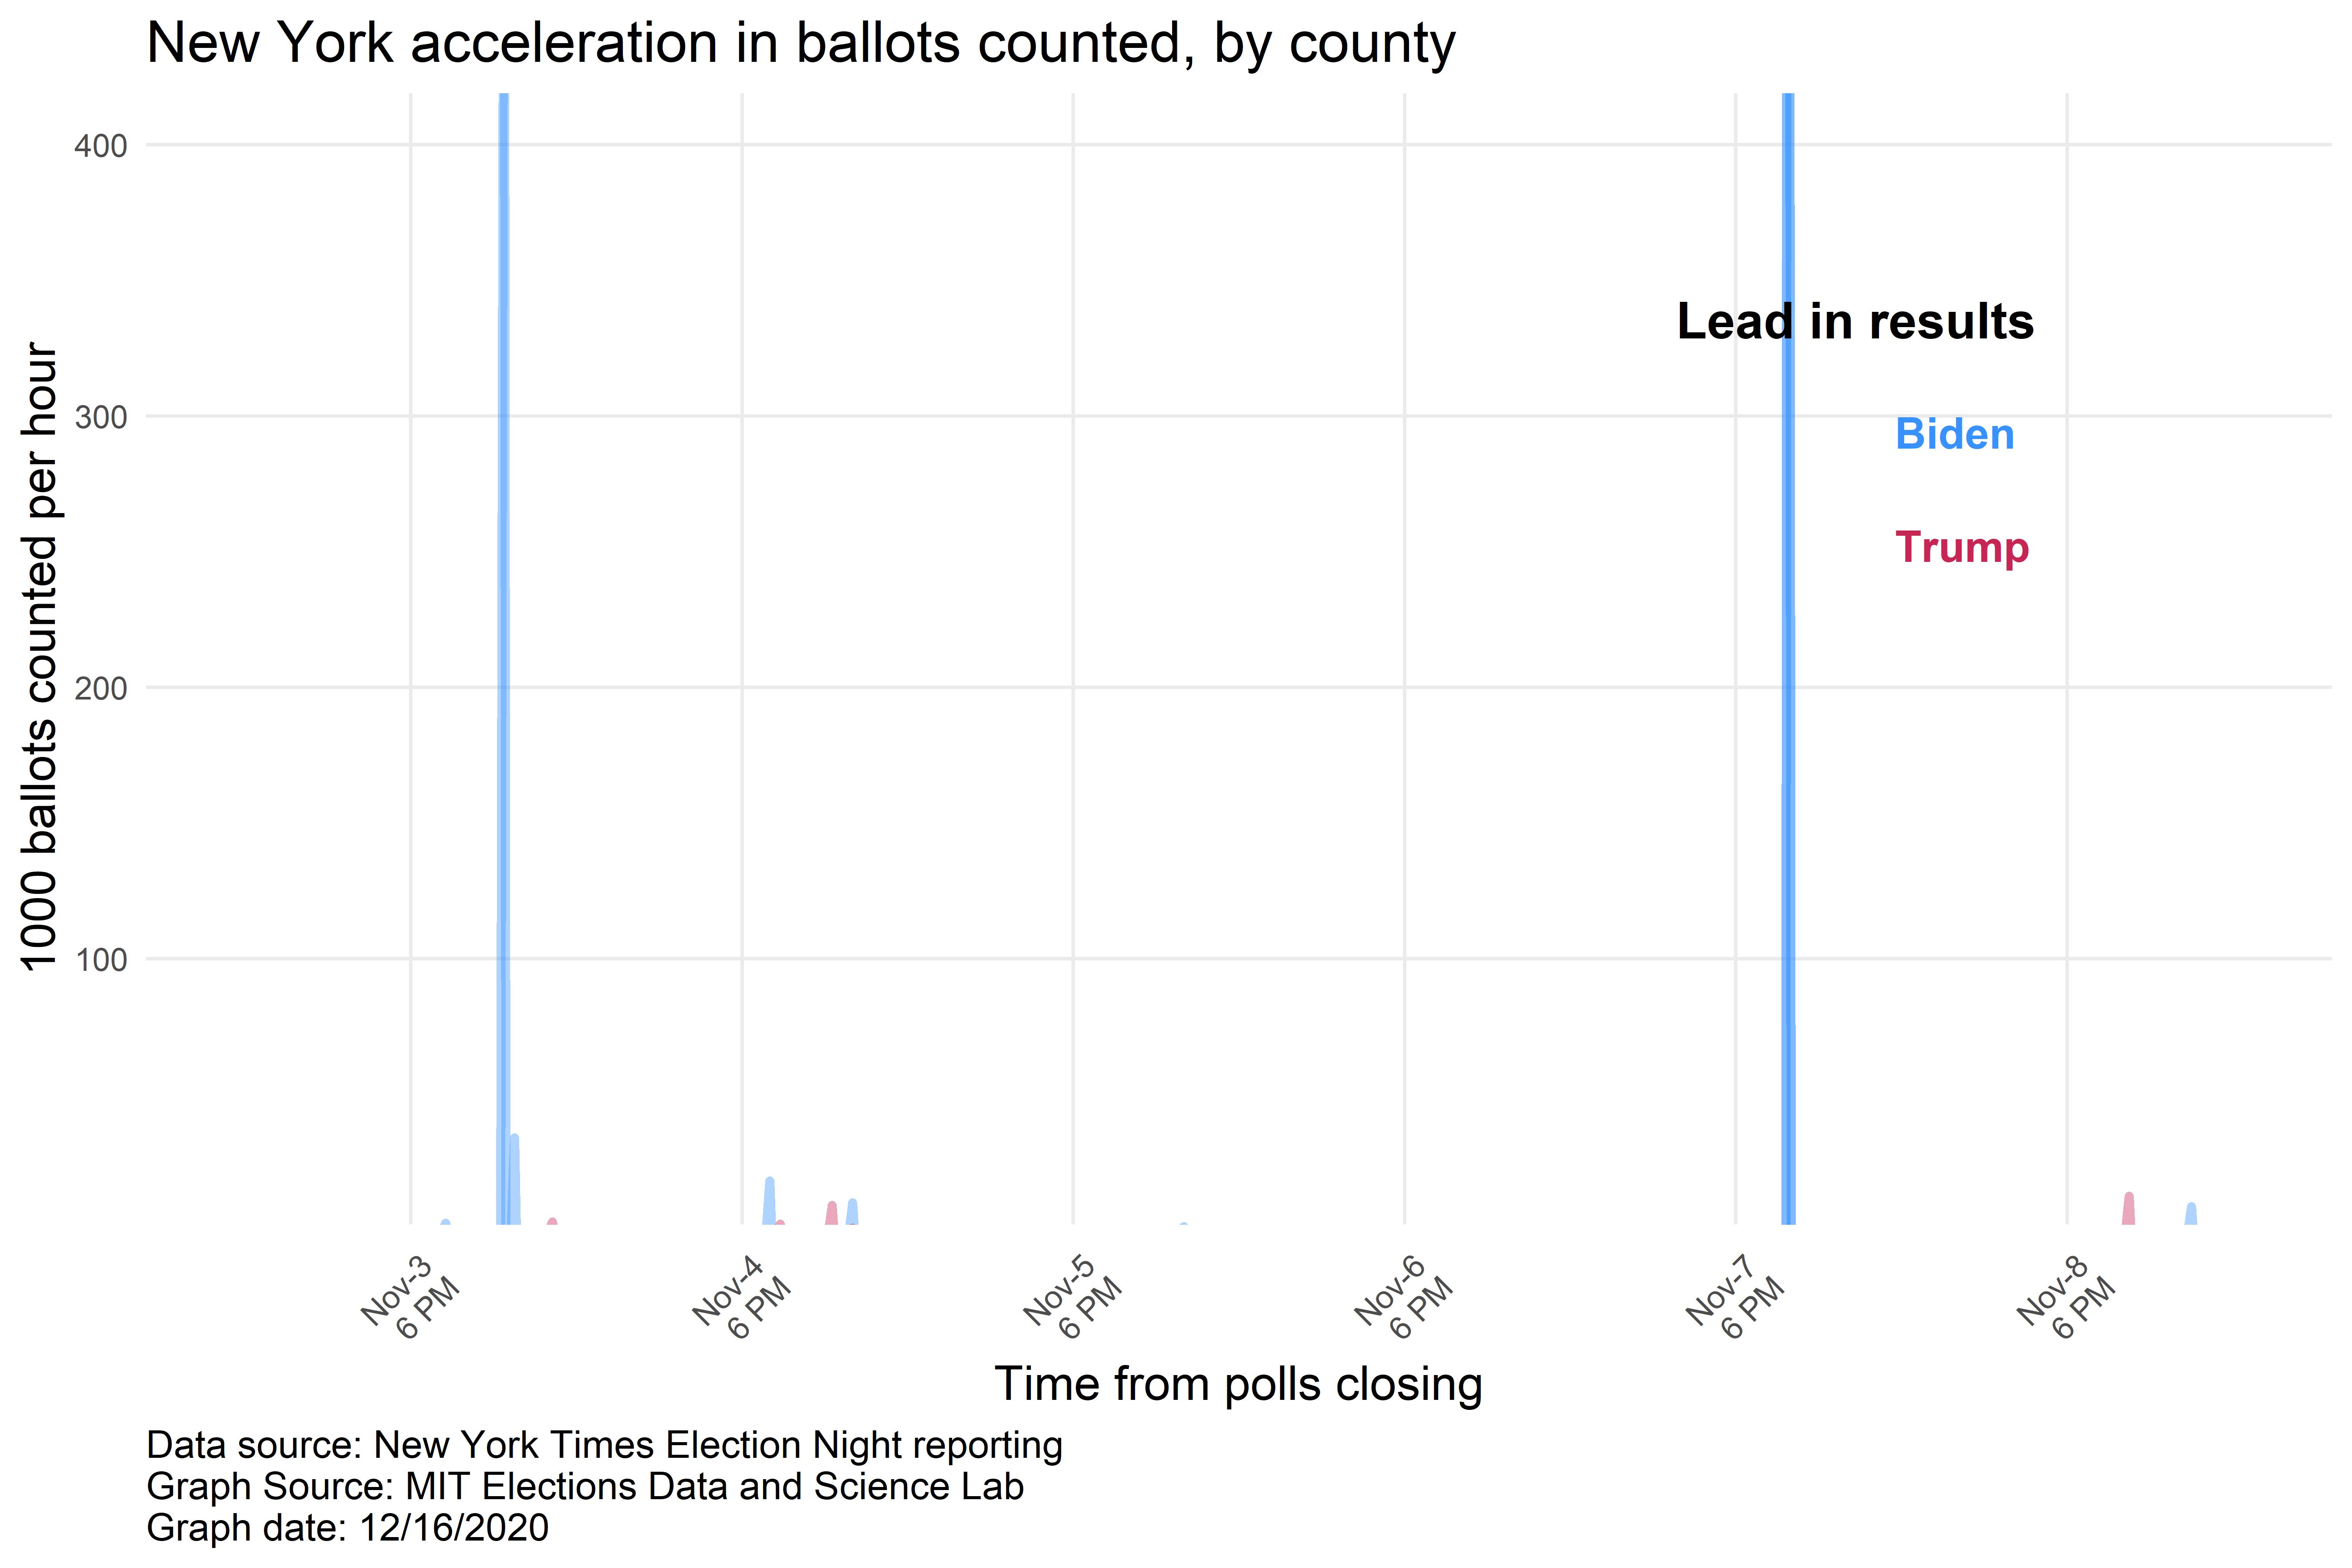 New York acceleration in ballots counted, by county
1000 ballots counted per hour
400
300
200
100
Lead in results
Biden
Trump
Nov-3
6 PM
Nov-4
6 PM
Nov-5
6 PM
Nov-6
6 PM
Nov-7
6 PM
Nov-8
6 PM
Time from polls closing
Data source: New York Times Election Night reporting
Graph Source: MIT Elections Data and Science Lab
Graph date: 12/16/2020